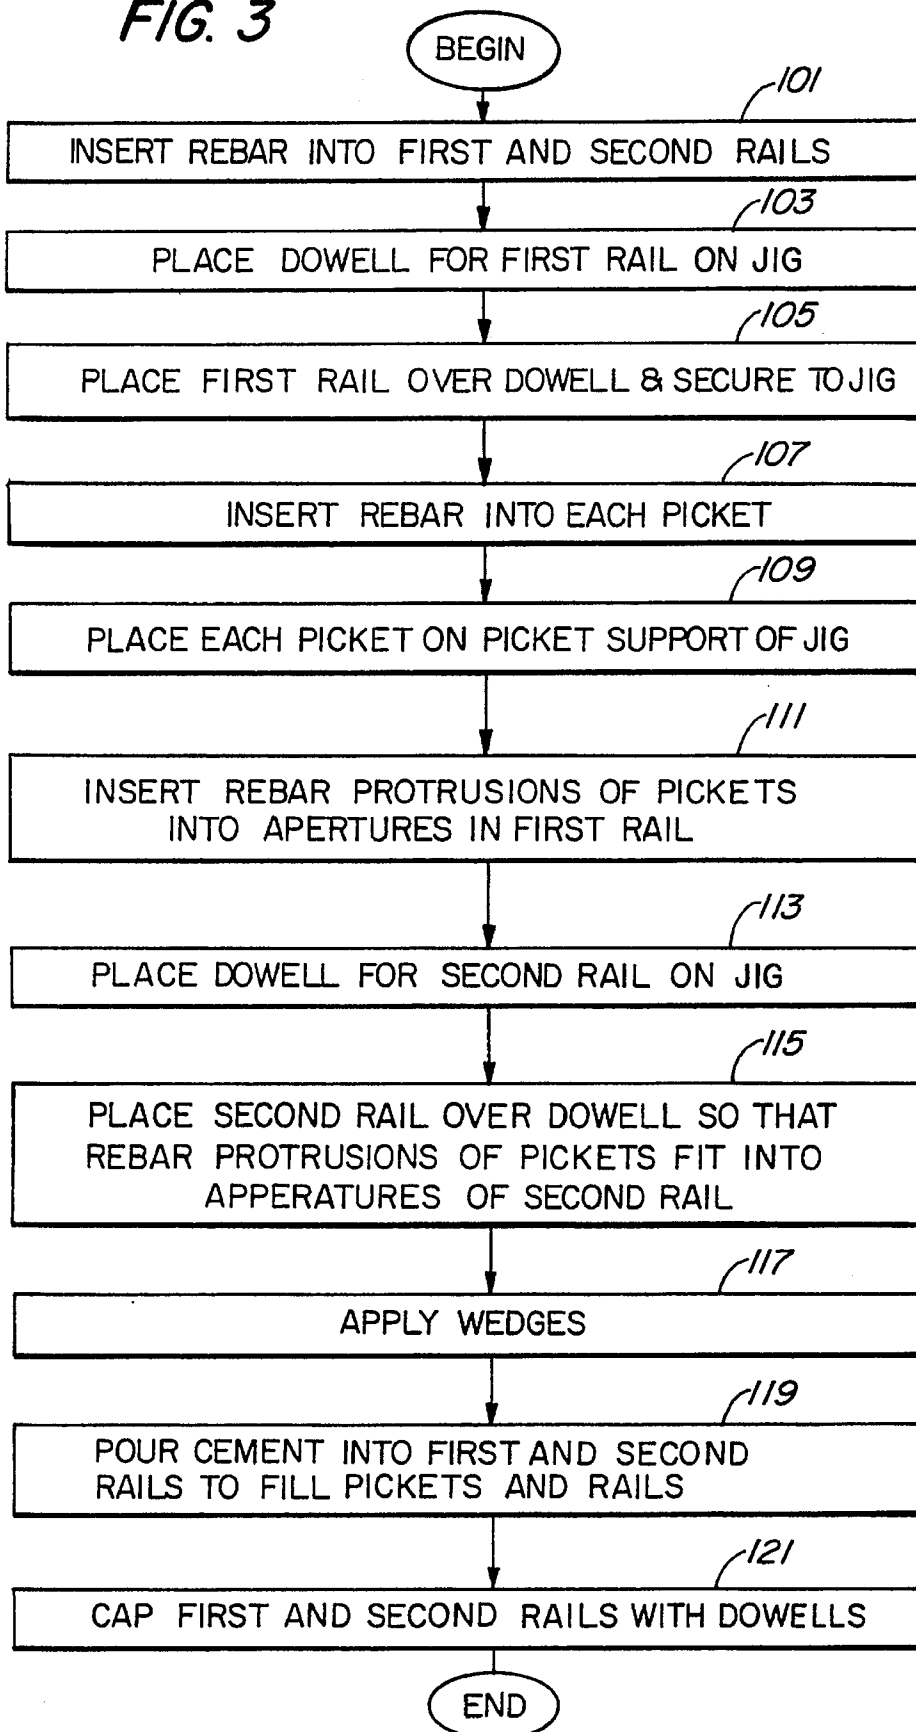 FIG. 3
BEGIN
101
INSERT REBAR INTO FIRST AND SECOND RAILS
103
PLACE DOWELL FOR FIRST RAIL ON JIG
105
PLACE FIRST RAIL OVER DOWELL & SECURE TO JIG
107
INSERT REBAR INTO EACH PICKET
109
PLACE EACH PICKET ON PICKET SUPPORT OF JIG
111
INSERT REBAR PROTRUSIONS OF PICKETS
INTO APERTURES IN FIRST RAIL
113
PLACE DOWELL FOR SECOND RAIL ON JIG
115
PLACE SECOND RAIL OVER DOWELL SO THAT
REBAR PROTRUSIONS OF PICKETS FIT INTO
APPERATURES OF SECOND RAIL
117
APPLY WEDGES
119
POUR CEMENT INTO FIRST AND SECOND
RAILS TO FILL PICKETS AND RAILS
121
CAP FIRST AND SECOND RAILS WITH DOWELLS
END